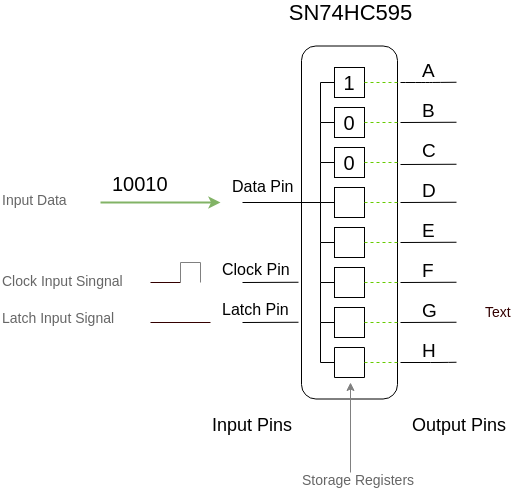 SN74HC595
A
1
B
0
C
0
10010
Data Pin
D
Input Data
E
Clock Pin
F
Clock Input Singnal
Latch Pin
G
Text
Latch Input Signal
H
Input Pins
Output Pins
Storage Registers